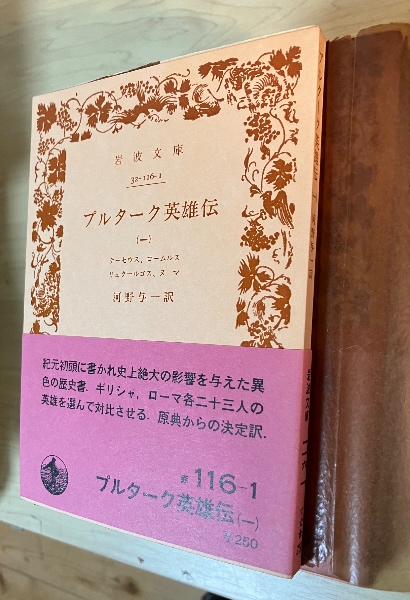 岩波文庫
32-116-1
プルターク英雄伝
(一)
テーセウス、ロームルス
リュクールゴス、ヌーマ
河野与一訳
紀元初頭に書かれ史上絶大の影響を与えた異
色の歴史書. ギリシャ, ローマ各二十三人の
英雄を選んで対比させる. 原典からの決定訳.
赤 116-1
プルターク英雄伝(一)
¥250